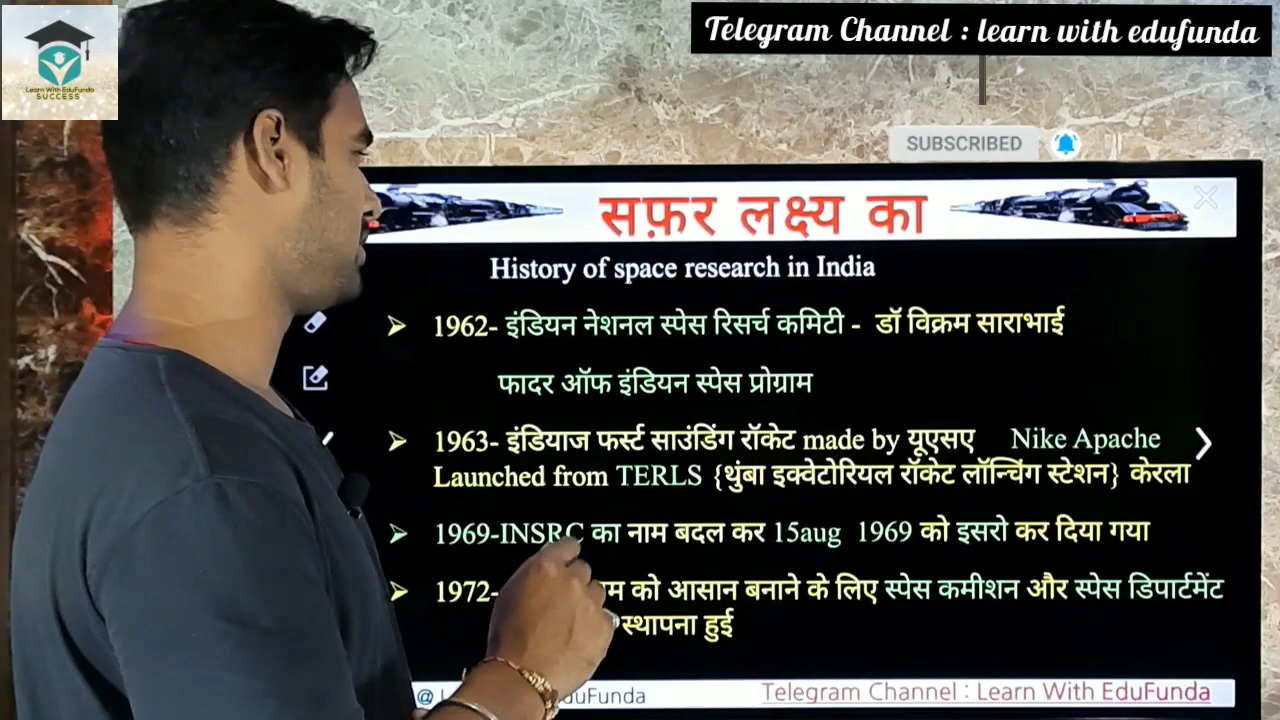 Telegram Channel : learn with edufunda
Learn With EduFunda
SUCCESS
SUBSCRIBED
सफ़र लक्ष्य का
History of space research in India
1962- इंडियन नेशनल स्पेस रिसर्च कमिटी - डॉ विक्रम साराभाई
फादर ऑफ इंडियन स्पेस प्रोग्राम
1963- इंडियाज फर्स्ट साउंडिंग रॉकेट made by यूएसए Nike Apache
Launched from TERLS {थुंबा इक्वेटोरियल रॉकेट लॉन्चिंग स्टेशन} केरला
1969-INSRC का नाम बदल कर 15aug 1969 को इसरो कर दिया गया
1972- को आसान बनाने के लिए स्पेस कमीशन और स्पेस डिपार्टमेंट
स्थापना हुई
@ Telegram Channel : Learn With EduFunda